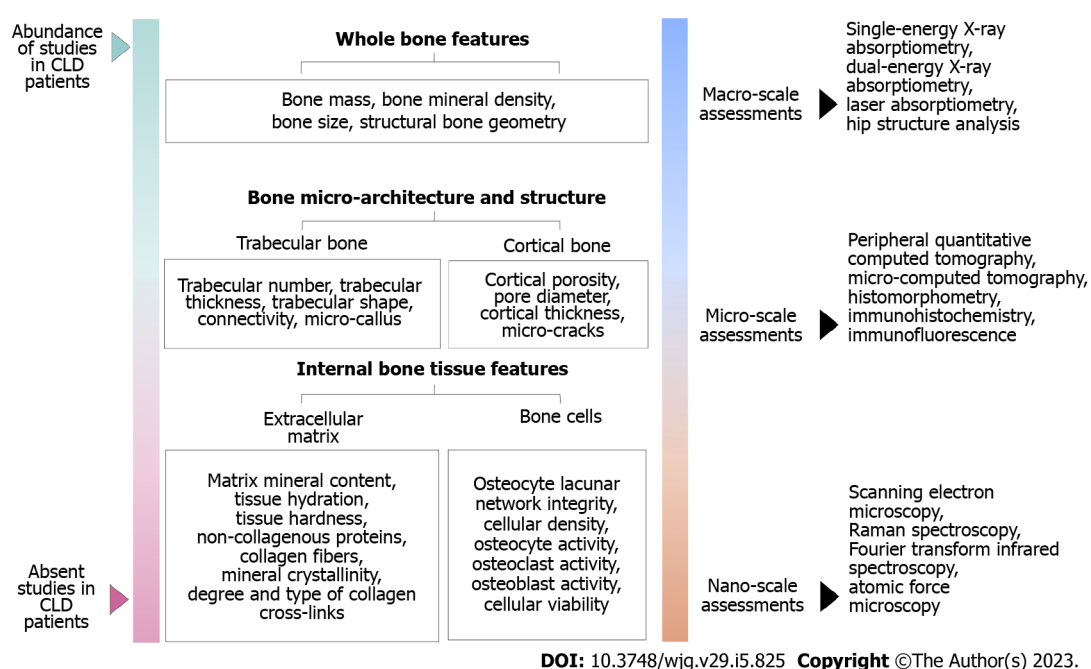 Abundance
of studies
in CLD
patients
Whole bone features
Bone mass, bone mineral density,
bone size, structural bone geometry
Macro-scale
assessments
Single-energy X-ray
absorptiometry,
dual-energy X-ray
absorptiometry,
laser absorptiometry,
hip structure analysis
Bone micro-architecture and structure
Trabecular bone
Trabecular number, trabecular
thickness, trabecular shape,
connectivity, micro-callus
Cortical bone
Cortical porosity,
pore diameter,
cortical thickness,
micro-cracks
Micro-scale
assessments
Peripheral quantitative
computed tomography,
micro-computed tomography,
histomorphometry,
immunohistochemistry,
immunofluorescence
Internal bone tissue features
Extracellular
matrix
Matrix mineral content,
tissue hydration,
tissue hardness,
non-collagenous proteins,
collagen fibers,
mineral crystallinity,
degree and type of collagen
cross-links
Bone cells
Osteocyte lacunar
network integrity,
cellular density,
osteocyte activity,
osteoclast activity,
osteoblast activity,
cellular viability
Absent
studies in
CLD
patients
Nano-scale
assessments
Scanning electron
microscopy,
Raman spectroscopy,
Fourier transform infrared
spectroscopy,
atomic force
microscopy
DOI: 10.3748/wjg.v29.i5.825 Copyright ©The Author(s) 2023.